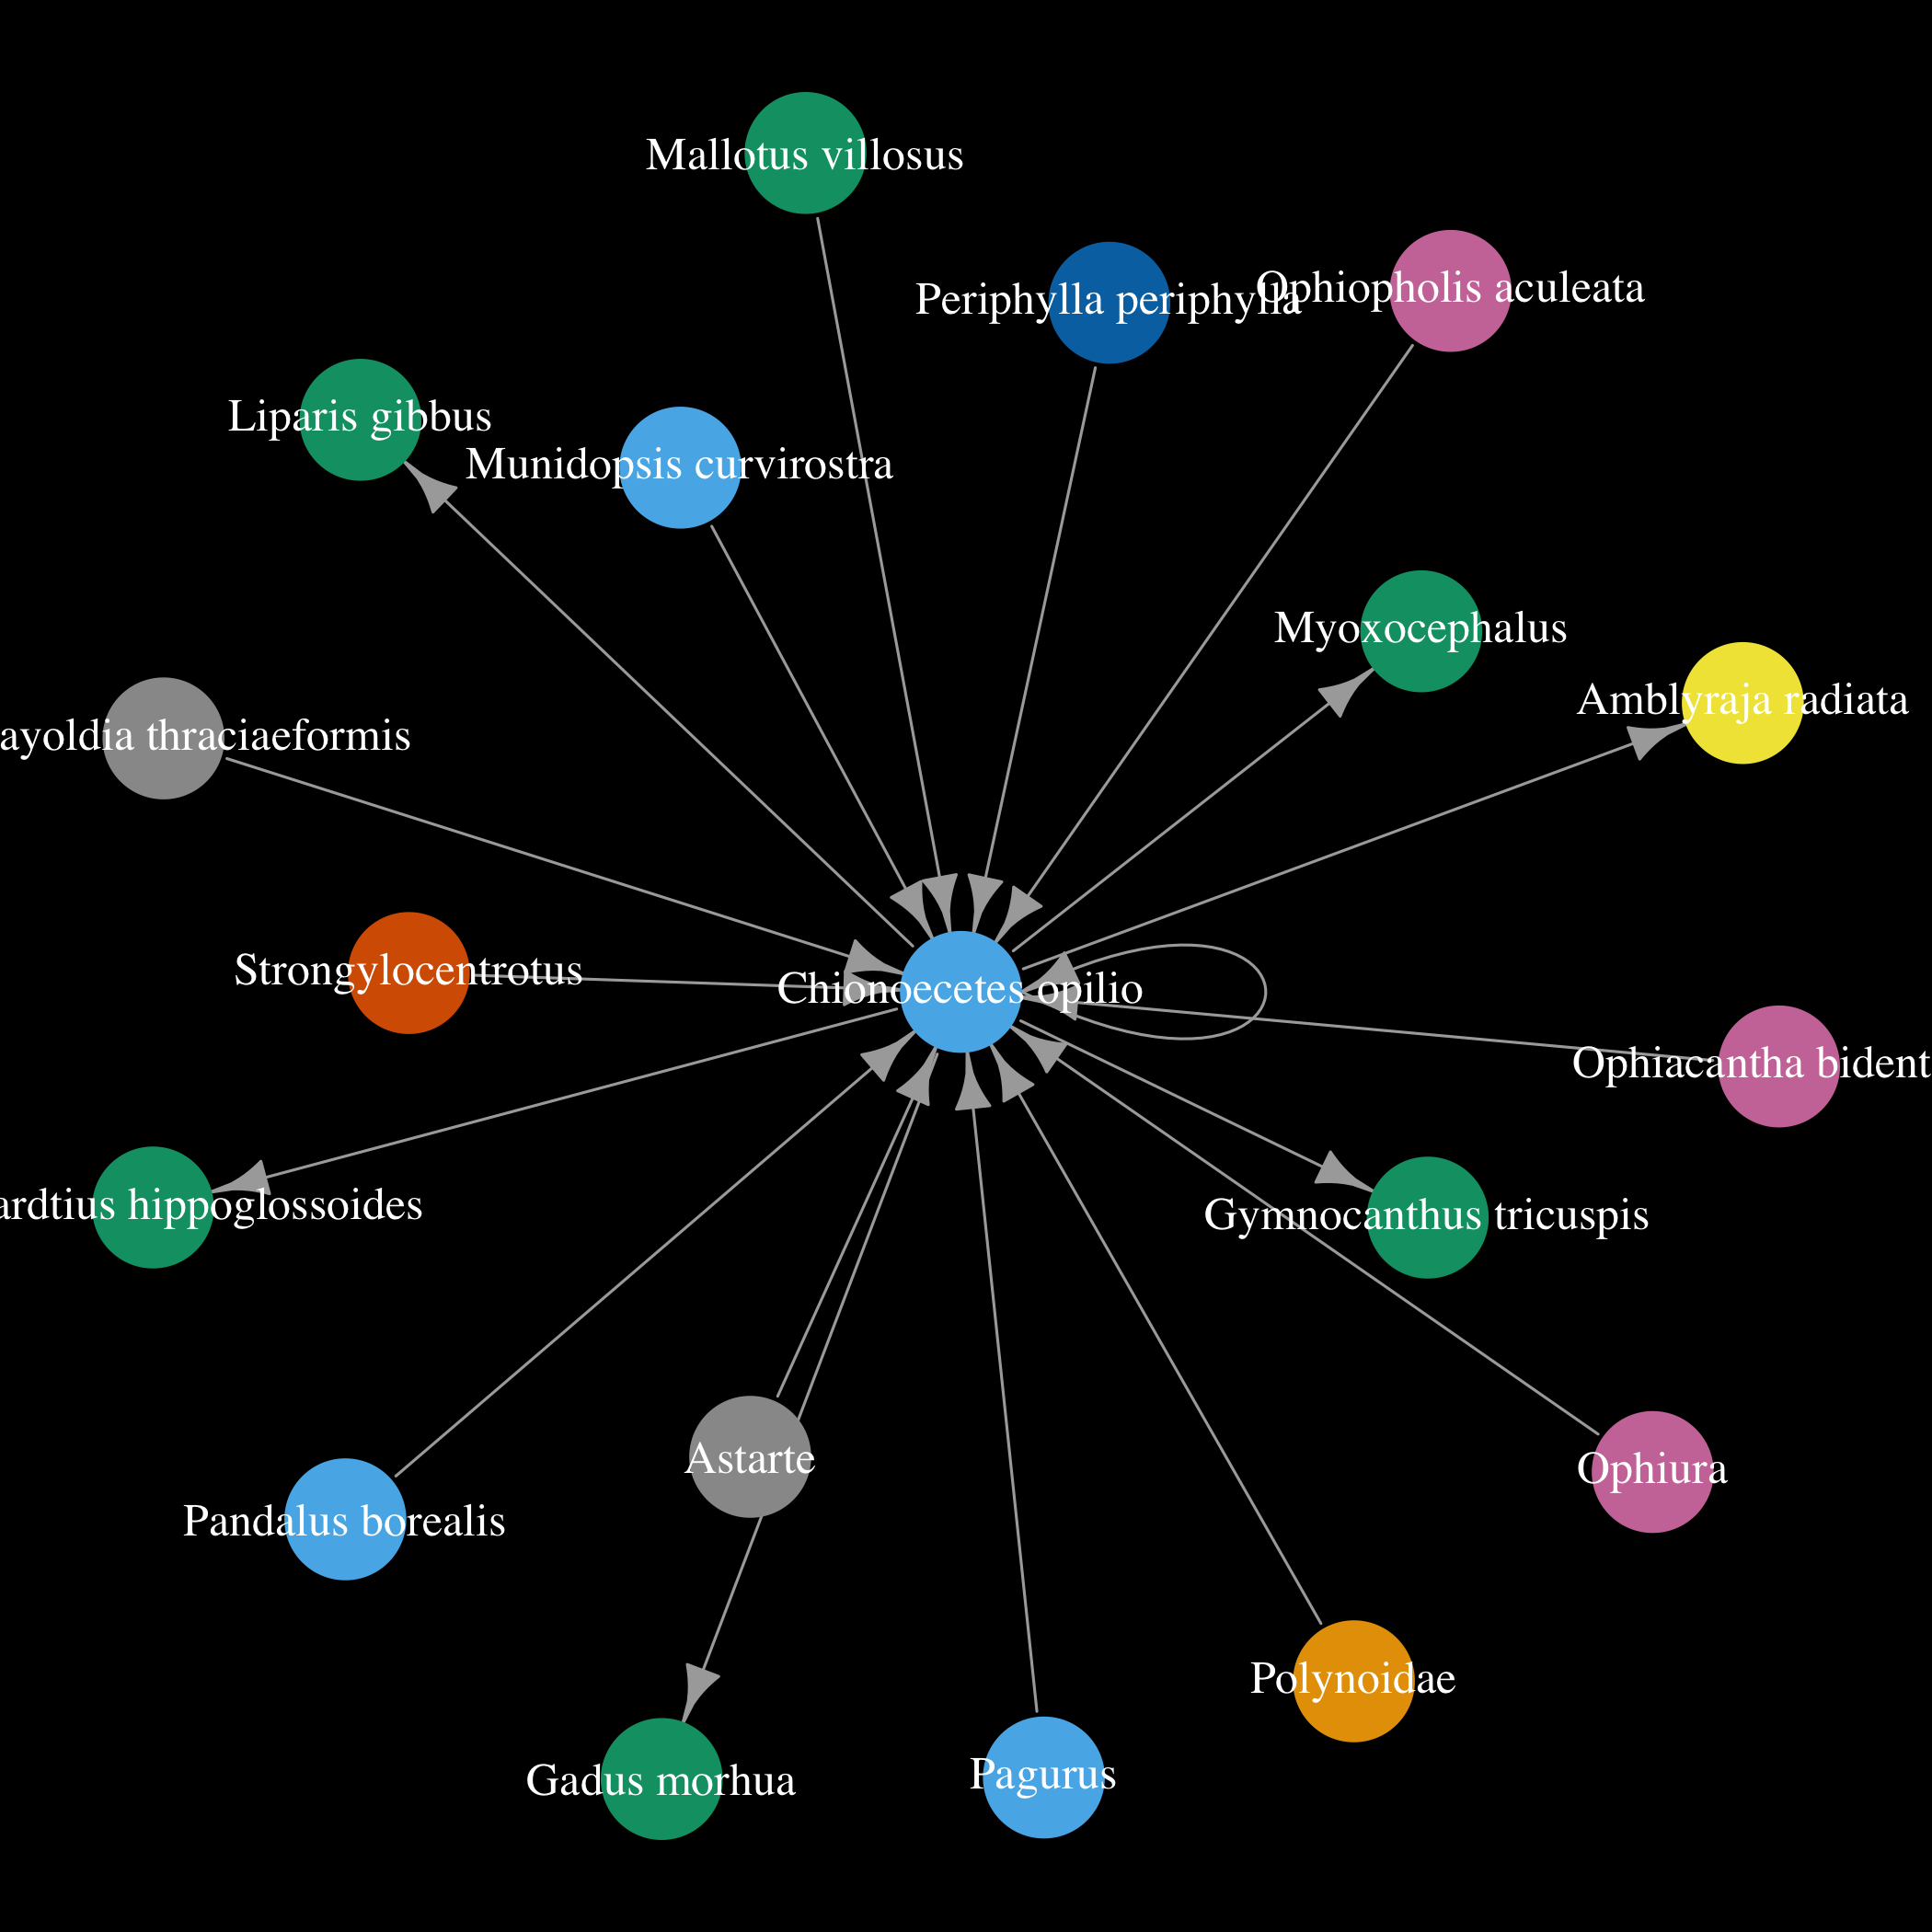 Mallotus villosus
Periphylla periphylla
Ophiopholis aculeata
Liparis gibbus
Munidopsis curvirostra
Myoxocephalus
Amblyraja radiata
ayoldia thraciaeformis
Strongylocentrotus
Chionoecetes opilio
Ophiacantha bident
ardtius hippoglossoides
Gymnocanthus tricuspis
Astarte
Ophiura
Pandalus borealis
Polynoidae
Gadus morhua
Pagurus